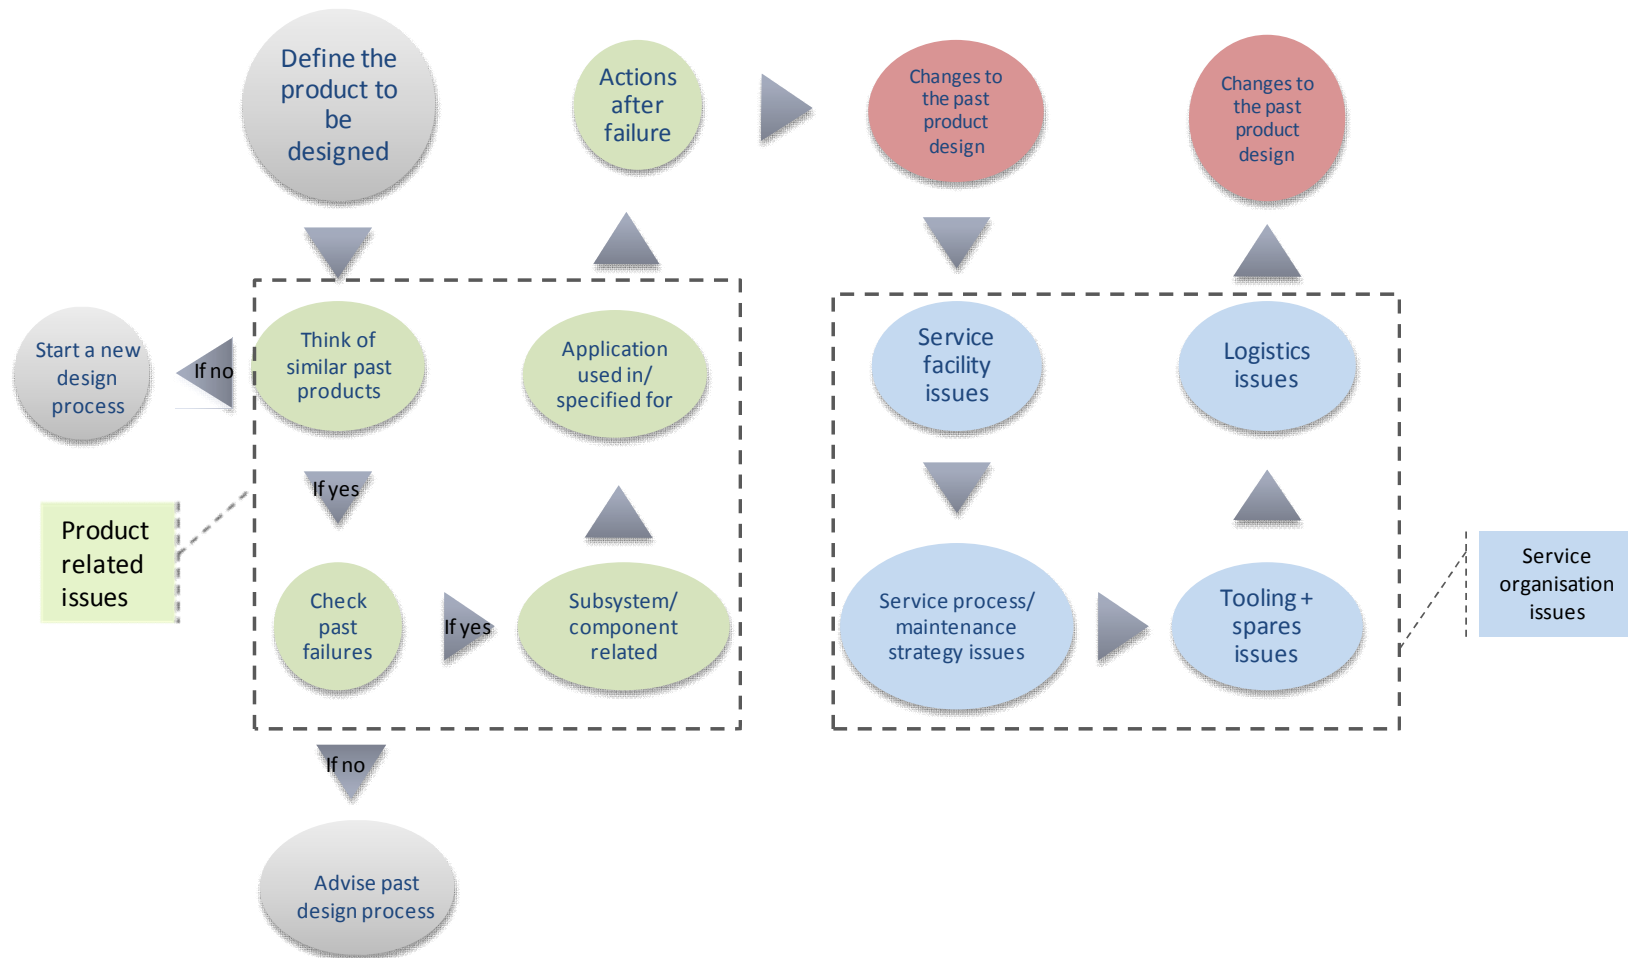 Define the
product to
be
designed
Actions
after
failure
Changes to
the past
product
design
Changes to
the past
product
design
Start a new
design
process
If no
Think of
similar past
products
Application
used in/
specified for
Service
facility
issues
Logistics
issues
If yes
Product
related
issues
Check
past
failures
If yes
Subsystem/
component
related
Service process/
maintenance
strategy issues
Tooling +
spares
issues
Service
organisation
issues
If no
Advise past
design process